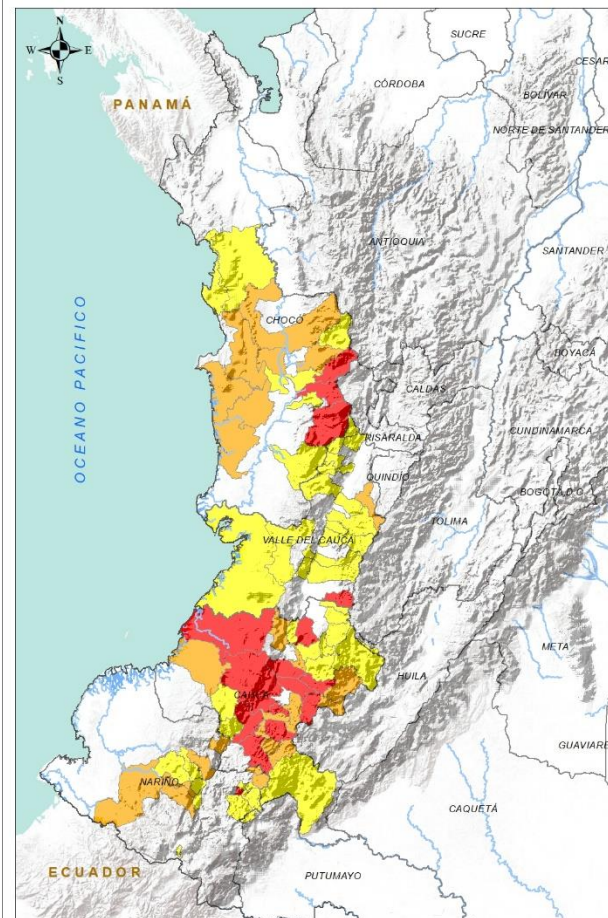 SUCRE
N
W E
S
CÓRDOBA
CESAR
BOLÍVAR
PANAMÁ
NORTE DE SANTANDER
ANTIOQUIA
SANTANDER
OCEANO PACIFICO
CHOCÓ
BOYACÁ
CALDAS
CUNDINAMARCA
RISARALDA
QUINDÍO
BOGOTÁ D.C.
TOLIMA
VALLE DEL CAUCA
META
HUILA
CAUCA
GUAVIARE
NARIÑO
CAQUETÁ
ECUADOR
PUTUMAYO